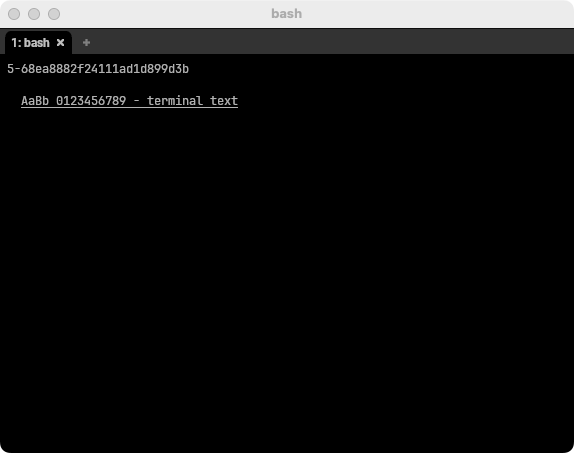 bash
1: bash × +
5-68ea8882f24111ad1d899d3b
AaBb 0123456789 - terminal text